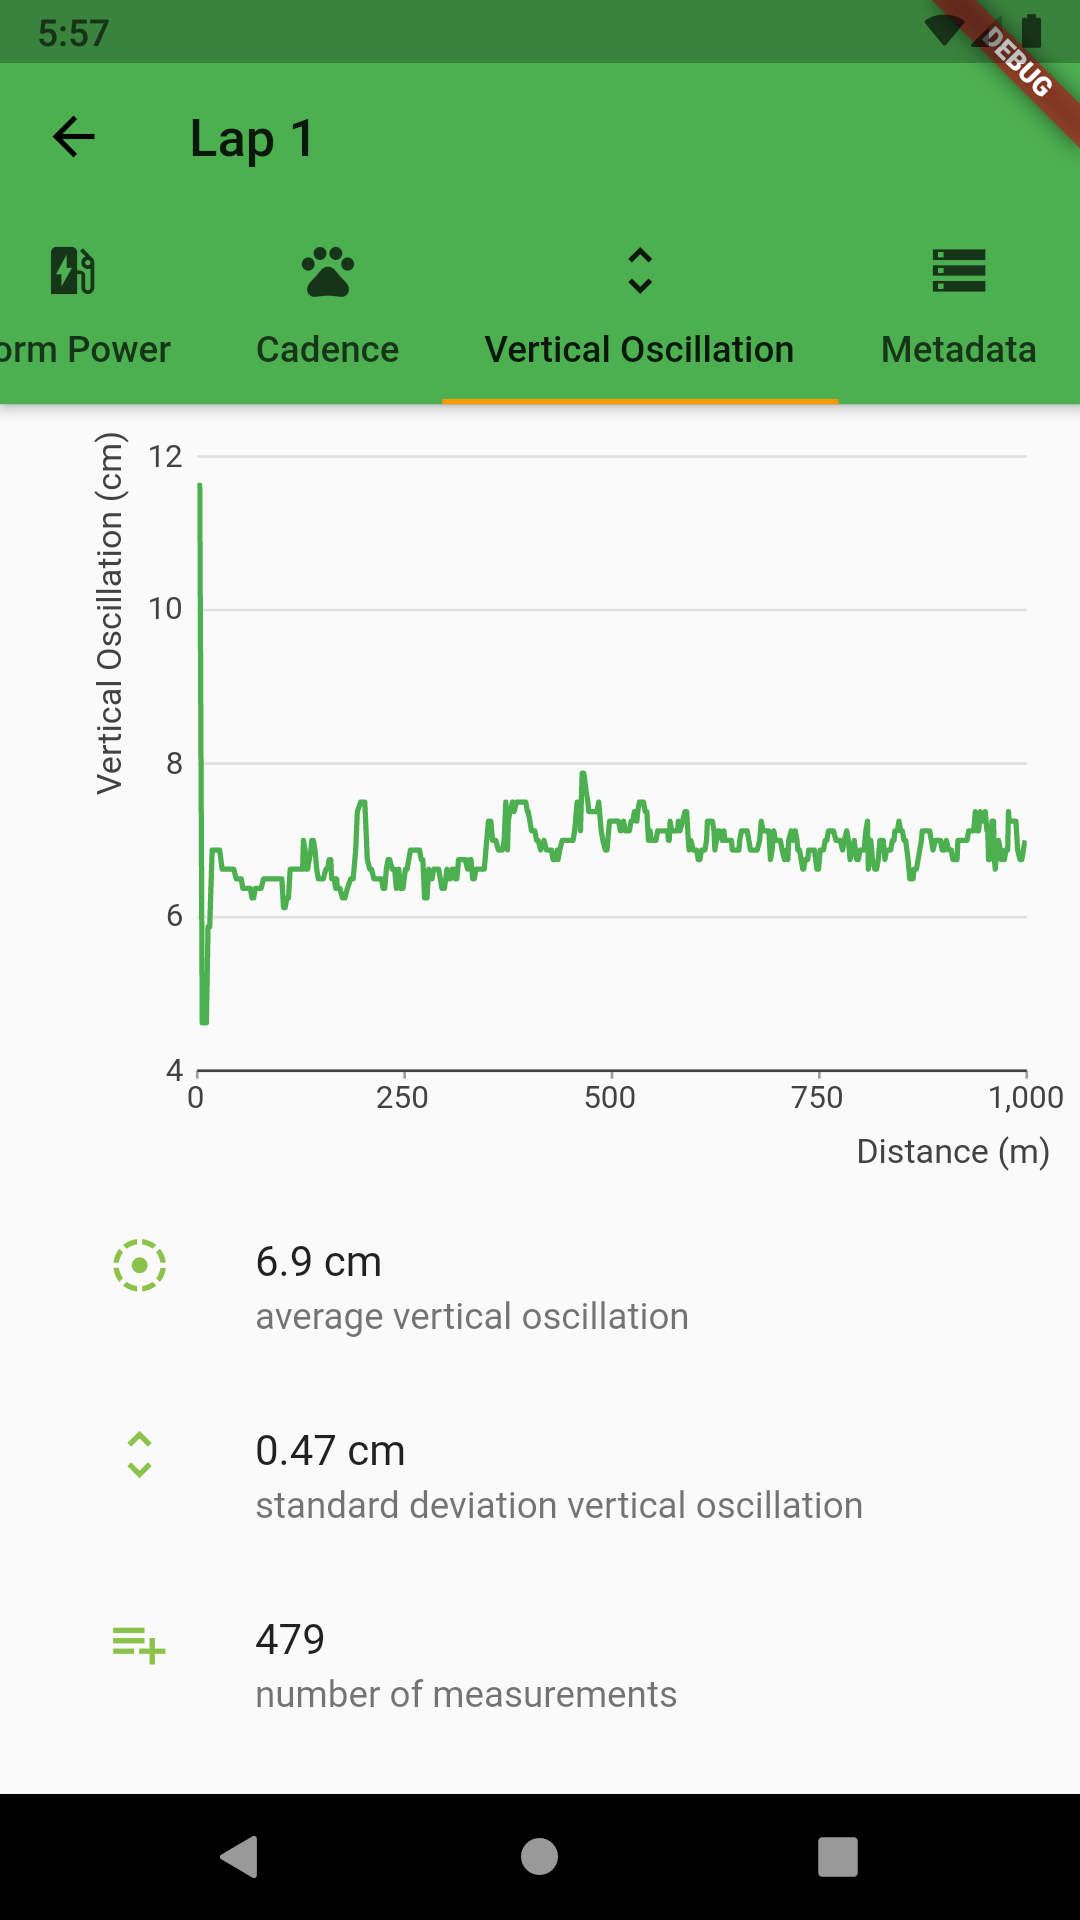 5:57
DEBUG
Lap 1
orm Power
Cadence
Vertical Oscillation
Metadata
Vertical Oscillation (cm)
12
10
8
6
4
0
250
500
750
1,000
Distance (m)
6.9 cm
average vertical oscillation
0.47 cm
standard deviation vertical oscillation
479
number of measurements